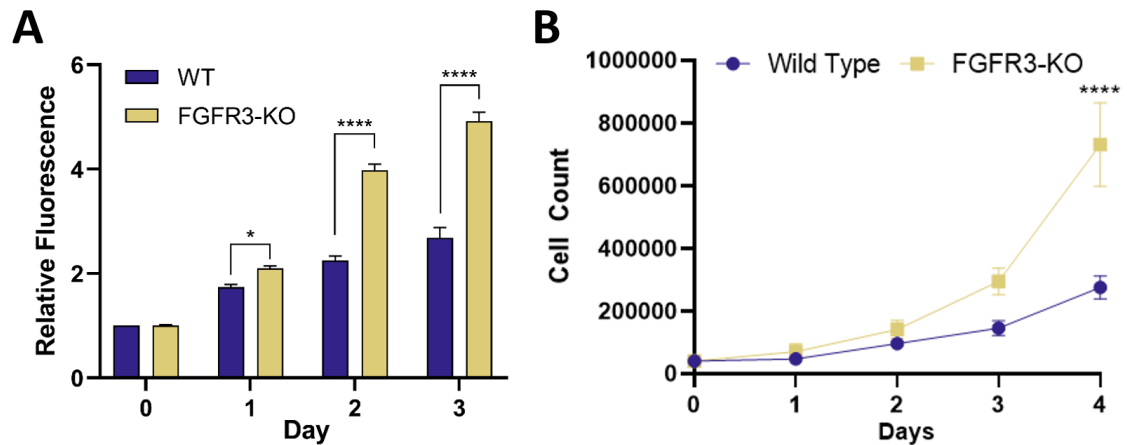 A
Relative Fluorescence
6
4
2
0
WT
FGFR3-KO
*
****
****
0 1 2 3
Day
B
Cell Count
1000000
800000
600000
400000
200000
0
Wild Type FGFR3-KO
****
0 1 2 3 4
Days